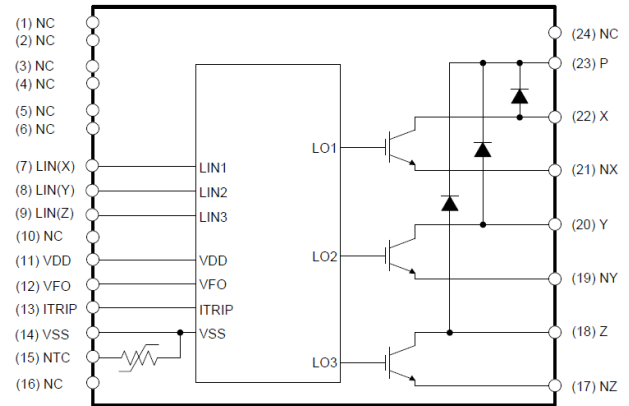 (1) NC
(2) NC
(3) NC
(4) NC
(5) NC
(6) NC
(7) LIN(X)
(8) LIN(Y)
(9) LIN(Z)
(10) NC
(11) VDD
(12) VFO
(13) ITRIP
(14) VSS
(15) NTC
(16) NC
LIN1
LIN2
LIN3
VDD
VFO
ITRIP
VSS
LO1
LO2
LO3
(24) NC
(23) P
(22) X
(21) NX
(20) Y
(19) NY
(18) Z
(17) NZ